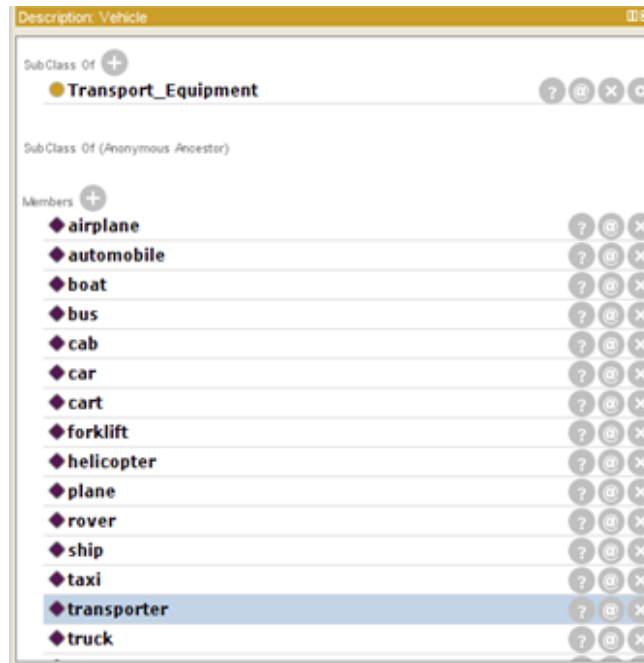 Description: Vehicle
SubClass Of
Transport_Equipment
SubClass Of (Anonymous Ancestor)
Members
airplane
automobile
boat
bus
cab
car
cart
forklift
helicopter
plane
rover
ship
taxi
transporter
truck